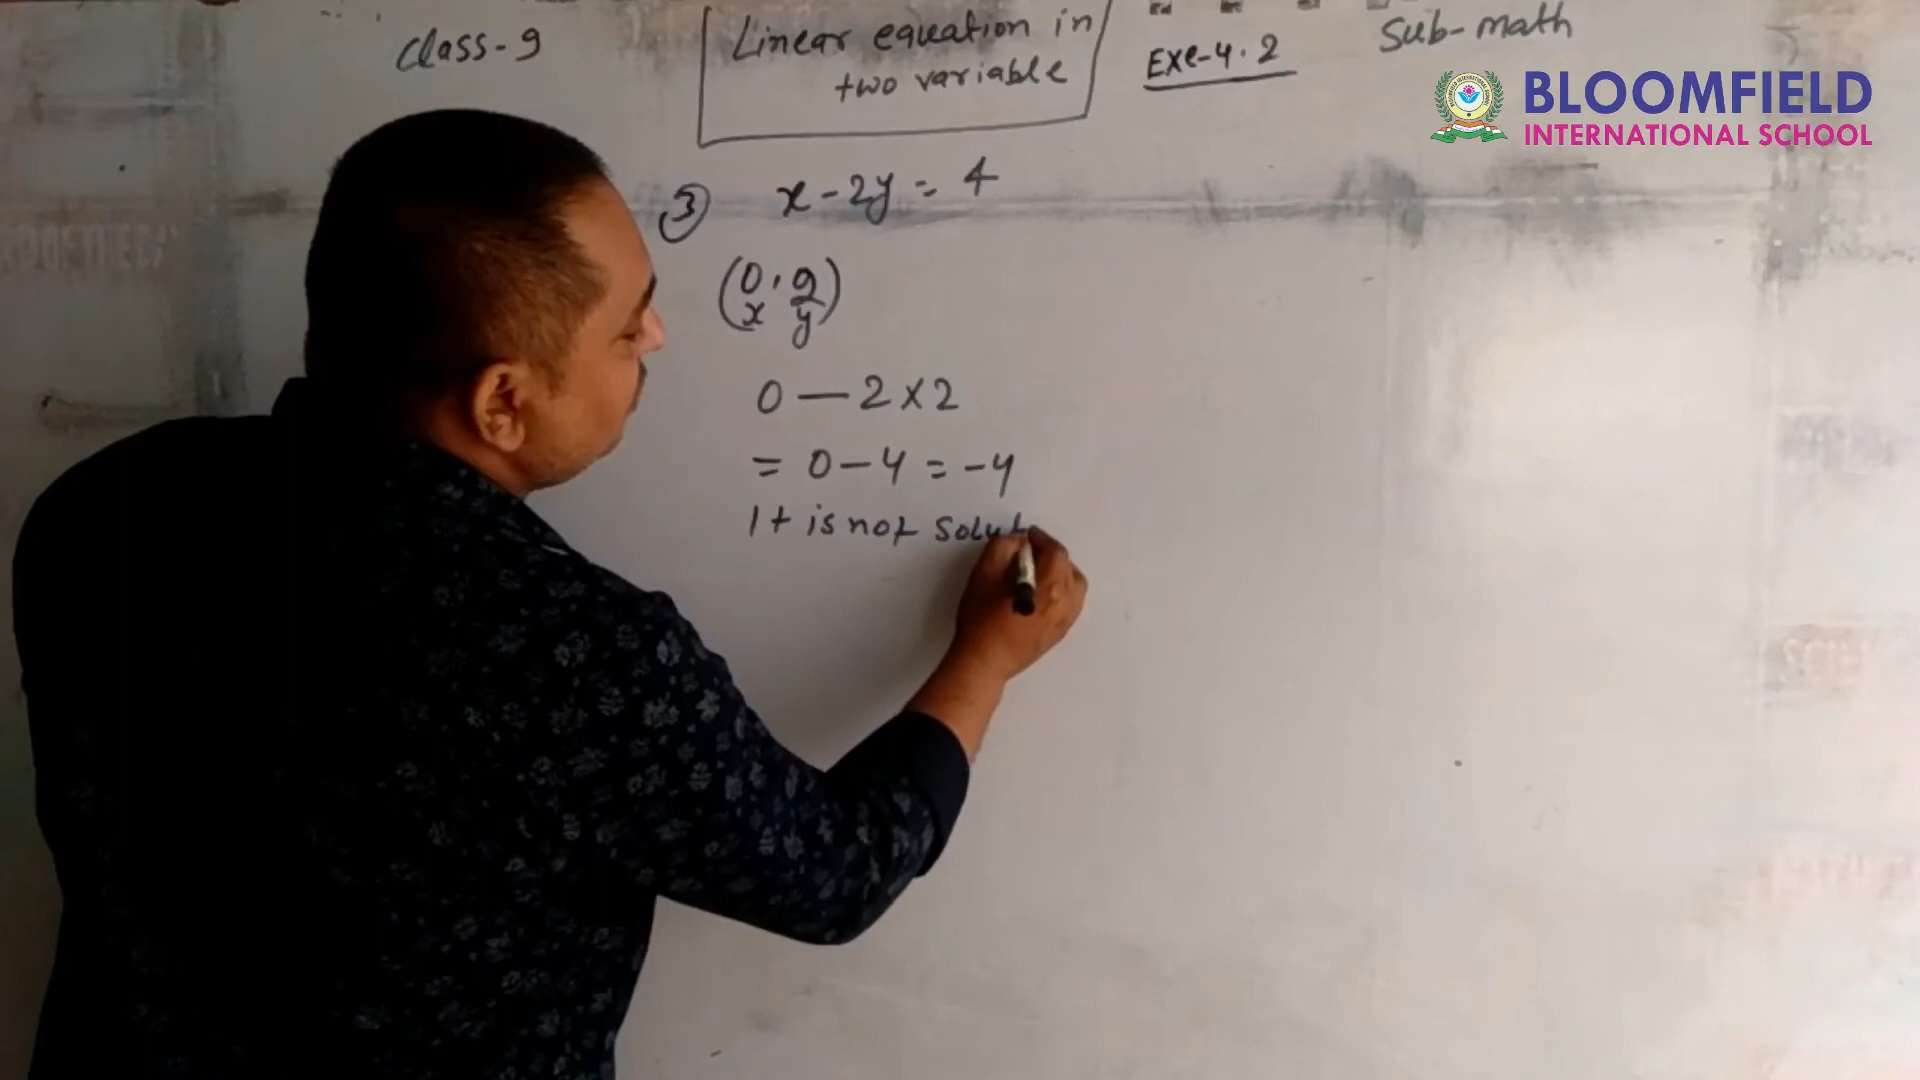 Class-9
Linear equation in
two variable
Exe-4.2
Sub-math
BLOOMFIELD
INTERNATIONAL SCHOOL
③ x - 2y = 4
(0, 2)
x y
0 — 2 × 2
= 0 - 4 = -4
It is not solut